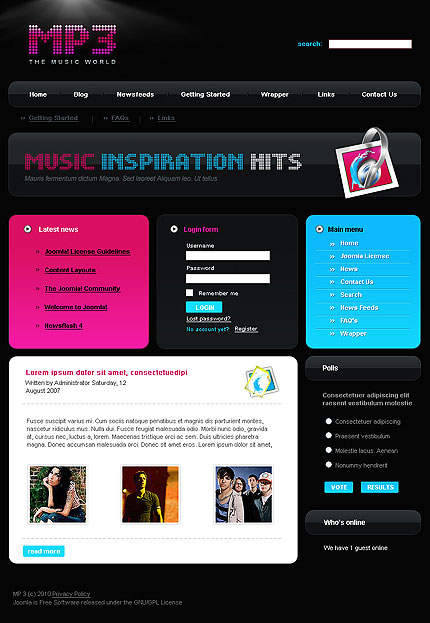 MP3
THE MUSIC WORLD
search:
Home Blog Newsfeeds Getting Started Wrapper Links Contact Us
Getting Started FAQs Links
MUSIC INSPIRATION HITS
Mauris fermentum dictum Magna. Sed laoreet Aliquam leo. Ut tellus
Latest news
Joomla! License Guidelines
Content Layouts
The Joomla! Community
Welcome to Joomla!
Newsflash 4
Login form
Username
Password
Remember me
LOGIN
Lost password?
No account yet? Register
Main menu
Home
Joomla! License
News
Contact Us
Search
News Feeds
FAQ's
Wrapper
Lorem ipsum dolor sit amet, consectetuedipi
Written by Administrator Saturday, 12
August 2007
Fusce suscipit varius mi. Cum sociis natoque penatibus et magnis dis parturient montes,
nascetur ridiculus mus. Nulla dui. Fusce feugiat malesuada odio. Morbi nunc odio, gravida
at, cursus nec, luctus a, lorem. Maecenas tristique orci ac sem. Duis ultricies pharetra
magna. Donec accumsan malesuada orci. Donec sit amet eros. Lorem ipsum dolor sit amet,
read more
Polls
Consectetuer adipiscing elit
raesent vestibulum molestie
Consectetuer adipiscing
Praesent vestibulum
Molestie lacus. Aenean
Nonummy hendrerit
VOTE RESULTS
Who's online
We have 1 guest online
MP 3 (c) 2010 Privacy Policy
Joomla is Free Software released under the GNU/GPL License